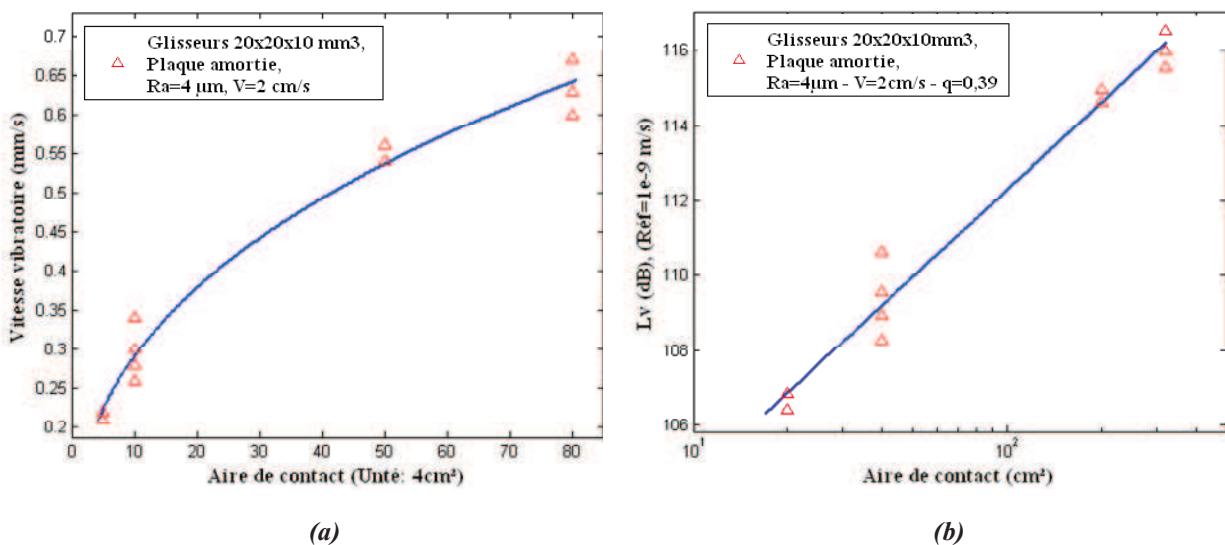 Glisseurs 20x20x10 mm3,
Plaque amortie,
Ra=4 µm, V=2 cm/s
Vitesse vibratoire (mm/s)
0.7
0.65
0.6
0.55
0.5
0.45
0.4
0.35
0.3
0.25
0.2
0 10 20 30 40 50 60 70 80
Aire de contact (Unté: 4cm²)
(a)
Glisseurs 20x20x10mm3,
Plaque amortie,
Ra=4µm - V=2cm/s - q=0,39
Lv (dB), (Réf=1e-9 m/s)
116
114
112
110
108
106
10¹ 10²
Aire de contact (cm²)
(b)